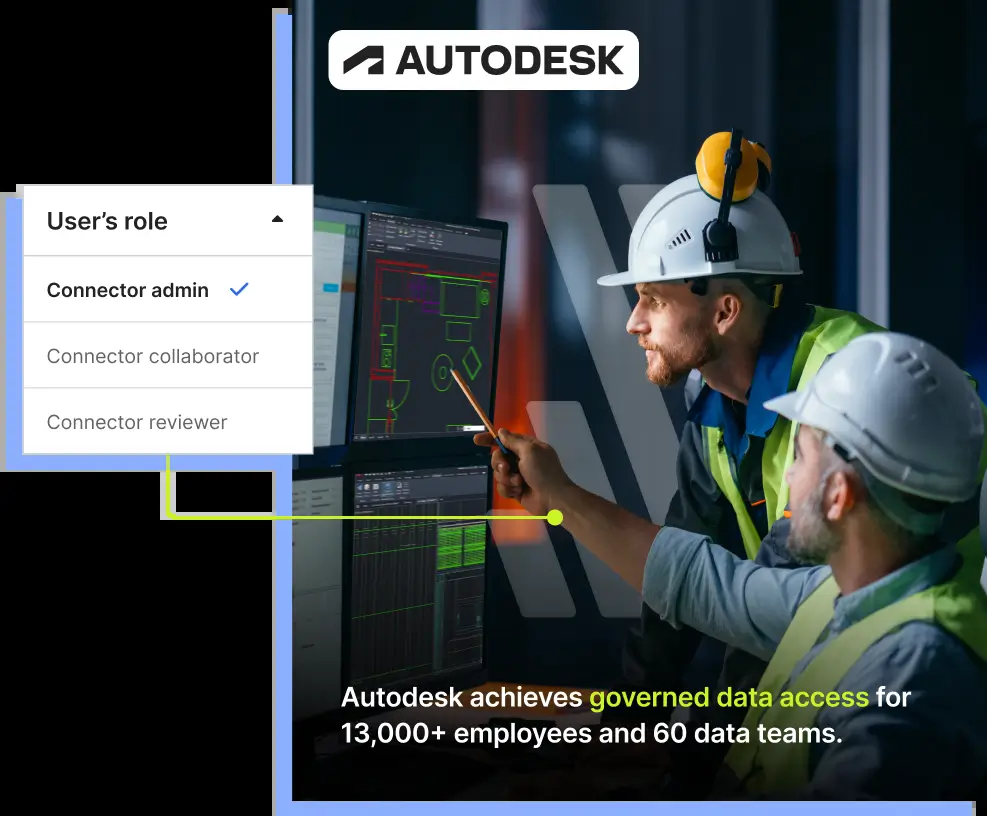 AUTODESK
User’s role
Connector admin
Connector collaborator
Connector reviewer
Autodesk achieves governed data access for
13,000+ employees and 60 data teams.